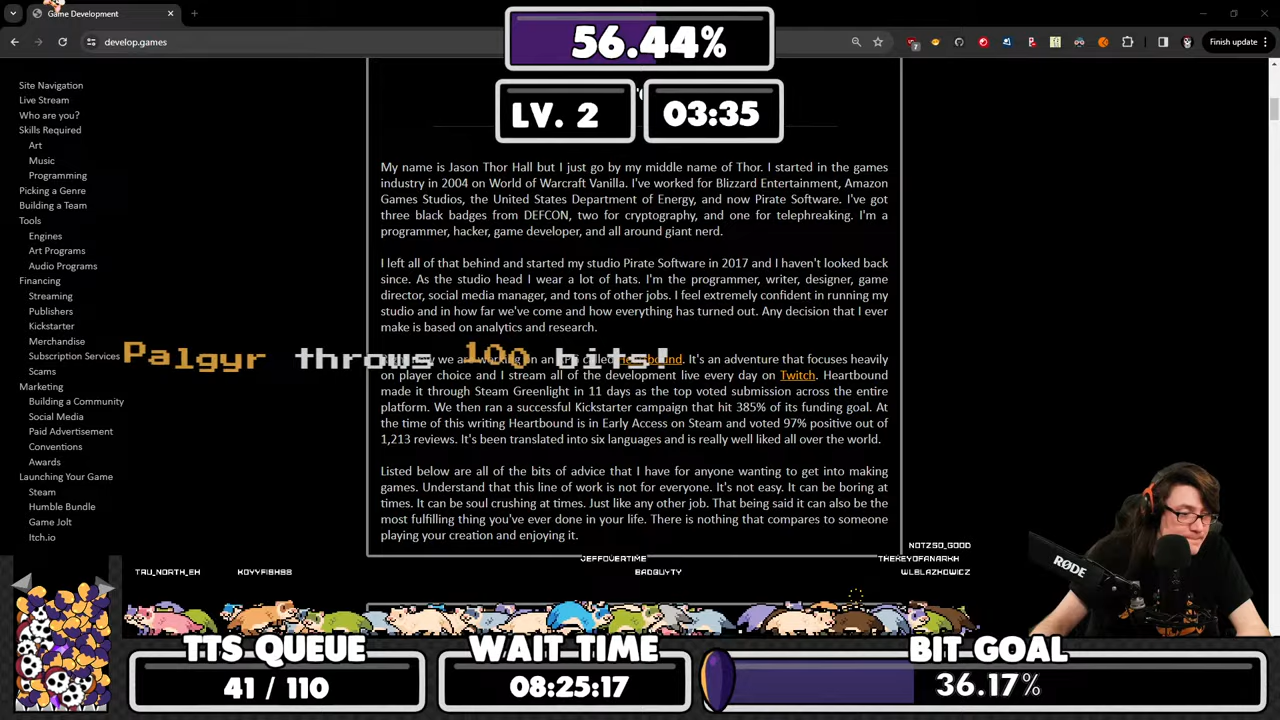 Game Development
56.44%
develop.games
Finish update
LV. 2
03:35
Site Navigation
Live Stream
Who are you?
Skills Required
Art
Music
Programming
Picking a Genre
Building a Team
Tools
Engines
Art Programs
Audio Programs
Financing
Streaming
Publishers
Kickstarter
Merchandise
Subscription Services
Scams
Marketing
Building a Community
Social Media
Paid Advertisement
Conventions
Awards
Launching Your Game
Steam
Humble Bundle
Game Jolt
Itch.io
My name is Jason Thor Hall but I just go by my middle name of Thor. I started in the games
industry in 2004 on World of Warcraft Vanilla. I've worked for Blizzard Entertainment, Amazon
Games Studios, the United States Department of Energy, and now Pirate Software. I've got
three black badges from DEFCON, two for cryptography, and one for telephreaking. I'm a
programmer, hacker, game developer, and all around giant nerd.
I left all of that behind and started my studio Pirate Software in 2017 and I haven't looked back
since. As the studio head I wear a lot of hats. I'm the programmer, writer, designer, game
director, social media manager, and tons of other jobs. I feel extremely confident in running my
studio and in how far we've come and how everything has turned out. Any decision that I ever
make is based on analytics and research.
Palgyr throws 100 bits!
we are working on an called Heartbound. It's an adventure that focuses heavily
on player choice and I stream all of the development live every day on Twitch. Heartbound
made it through Steam Greenlight in 11 days as the top voted submission across the entire
platform. We then ran a successful Kickstarter campaign that hit 385% of its funding goal. At
the time of this writing Heartbound is in Early Access on Steam and voted 97% positive out of
1,213 reviews. It's been translated into six languages and is really well liked all over the world.
Listed below are all of the bits of advice that I have for anyone wanting to get into making
games. Understand that this line of work is not for everyone. It's not easy. It can be boring at
times. It can be soul crushing at times. Just like any other job. That being said it can also be the
most fulfilling thing you've ever done in your life. There is nothing that compares to someone
playing your creation and enjoying it.
NOTZSO_GOOD
JEFFOVERTIME
THEKEYOFANARKH
TAU_NORTH_EH
KOVYFISH98
BADGUYTY
WLBLAZHOWICZ
RØDE
TTS QUEUE
41 / 110
WAIT TIME
08:25:17
BIT GOAL
36.17%